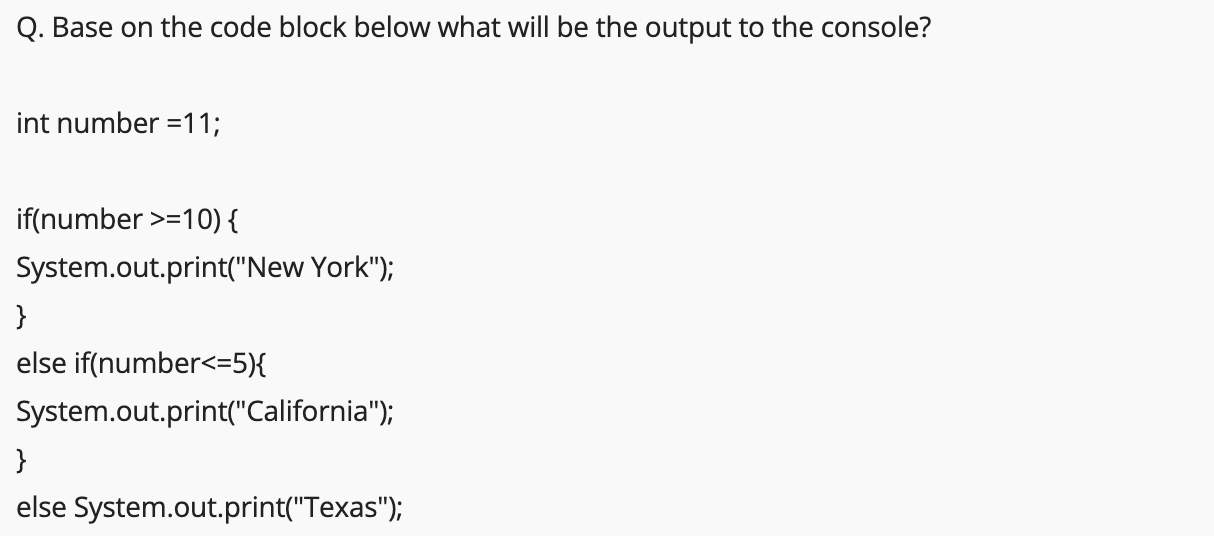 Q. Base on the code block below what will be the output to the console?
int number =11;
if(number >=10) {
System.out.print("New York");
}
else if(number<=5){
System.out.print("California");
}
else System.out.print("Texas");